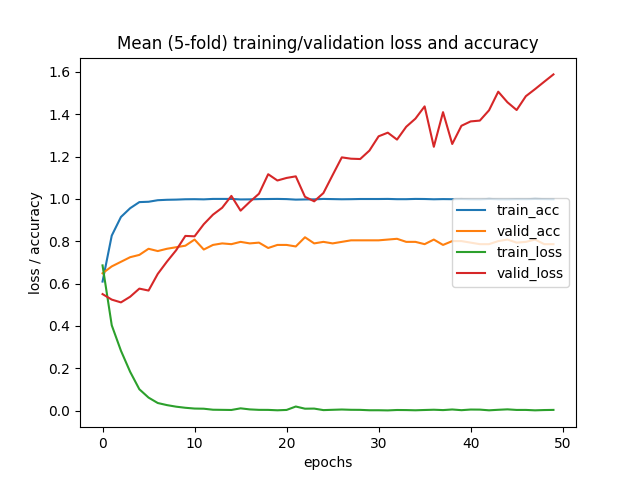 Mean (5-fold) training/validation loss and accuracy
1.6
1.4
1.2
1.0
0.8
0.6
0.4
0.2
0.0
loss / accuracy
train_acc
valid_acc
train_loss
valid_loss
0 10 20 30 40 50
epochs